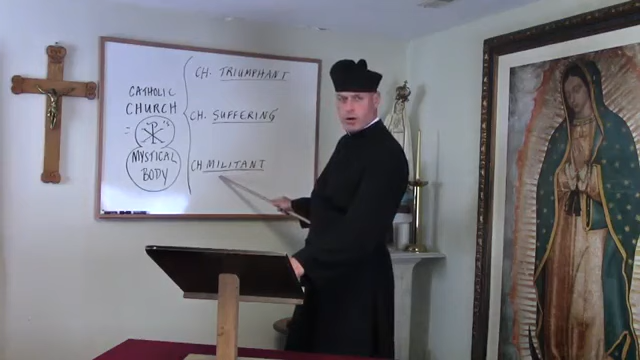 CATHOLIC
CHURCH
=
MYSTICAL
BODY
CH. TRIUMPHANT
CH. SUFFERING
CH MILITANT